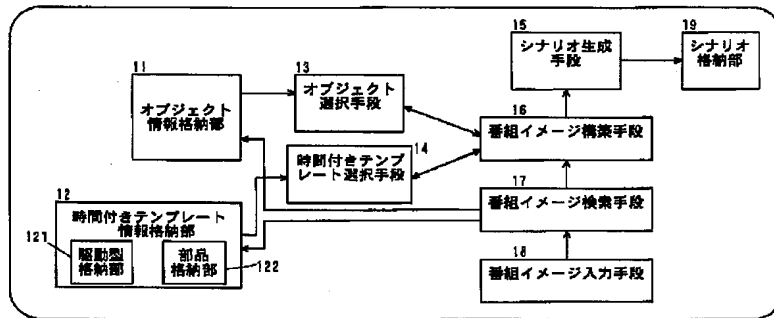 11
オブジェクト
情報格納部
13
オブジェクト
選択手段
15
シナリオ生成
手段
19
シナリオ
格納部
16
番組イメージ構築手段
14
時間付きテンプ
レート選択手段
17
番組イメージ検索手段
12
時間付きテンプレート
情報格納部
121
駆動型
格納部
部品
格納部
122
18
番組イメージ入力手段